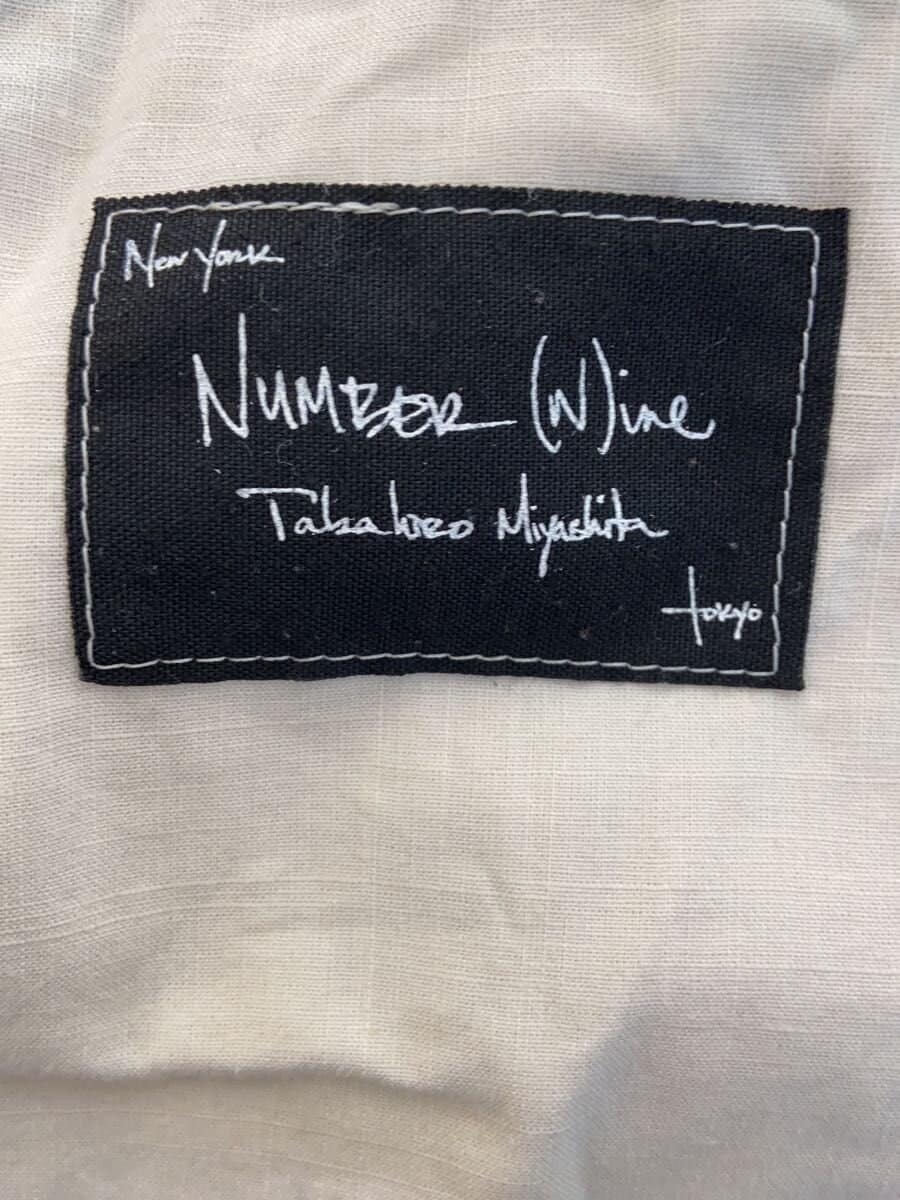 New York
NUMBER (N)ine
Takahiro Miyashita
tokyo